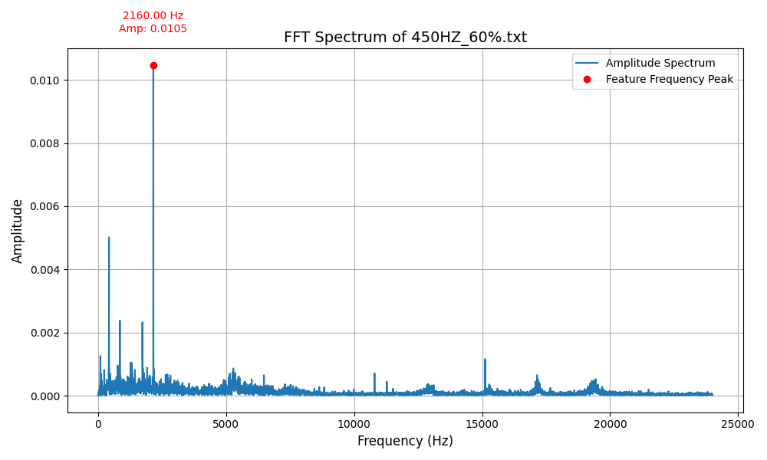 2160.00 Hz
Amp: 0.0105
FFT Spectrum of 450HZ_60%.txt
Amplitude Spectrum
Feature Frequency Peak
Amplitude
0.010
0.008
0.006
0.004
0.002
0.000
0
5000
10000
15000
20000
25000
Frequency (Hz)